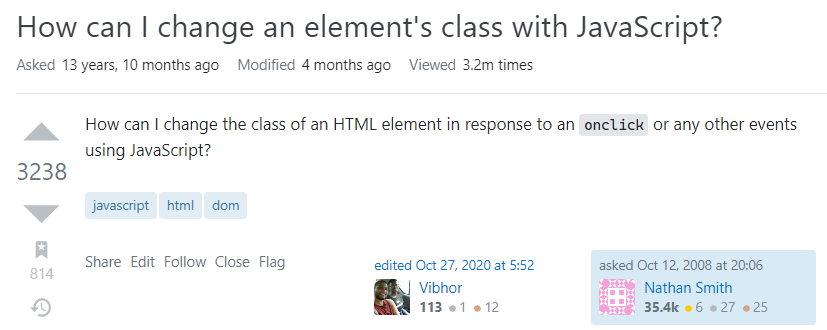 How can I change an element's class with JavaScript?
Asked 13 years, 10 months ago Modified 4 months ago Viewed 3.2m times
How can I change the class of an HTML element in response to an onclick or any other events
using JavaScript?
3238
javascript html dom
814
Share Edit Follow Close Flag
edited Oct 27, 2020 at 5:52
Vibhor
113 1 12
asked Oct 12, 2008 at 20:06
Nathan Smith
35.4k 6 27 25